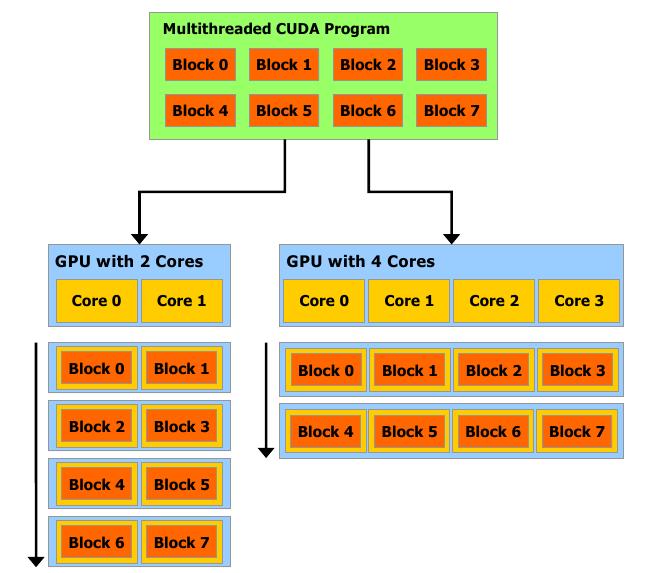 Multithreaded CUDA Program
Block 0 Block 1 Block 2 Block 3
Block 4 Block 5 Block 6 Block 7
GPU with 2 Cores
Core 0 Core 1
Block 0 Block 1
Block 2 Block 3
Block 4 Block 5
Block 6 Block 7
GPU with 4 Cores
Core 0 Core 1 Core 2 Core 3
Block 0 Block 1 Block 2 Block 3
Block 4 Block 5 Block 6 Block 7